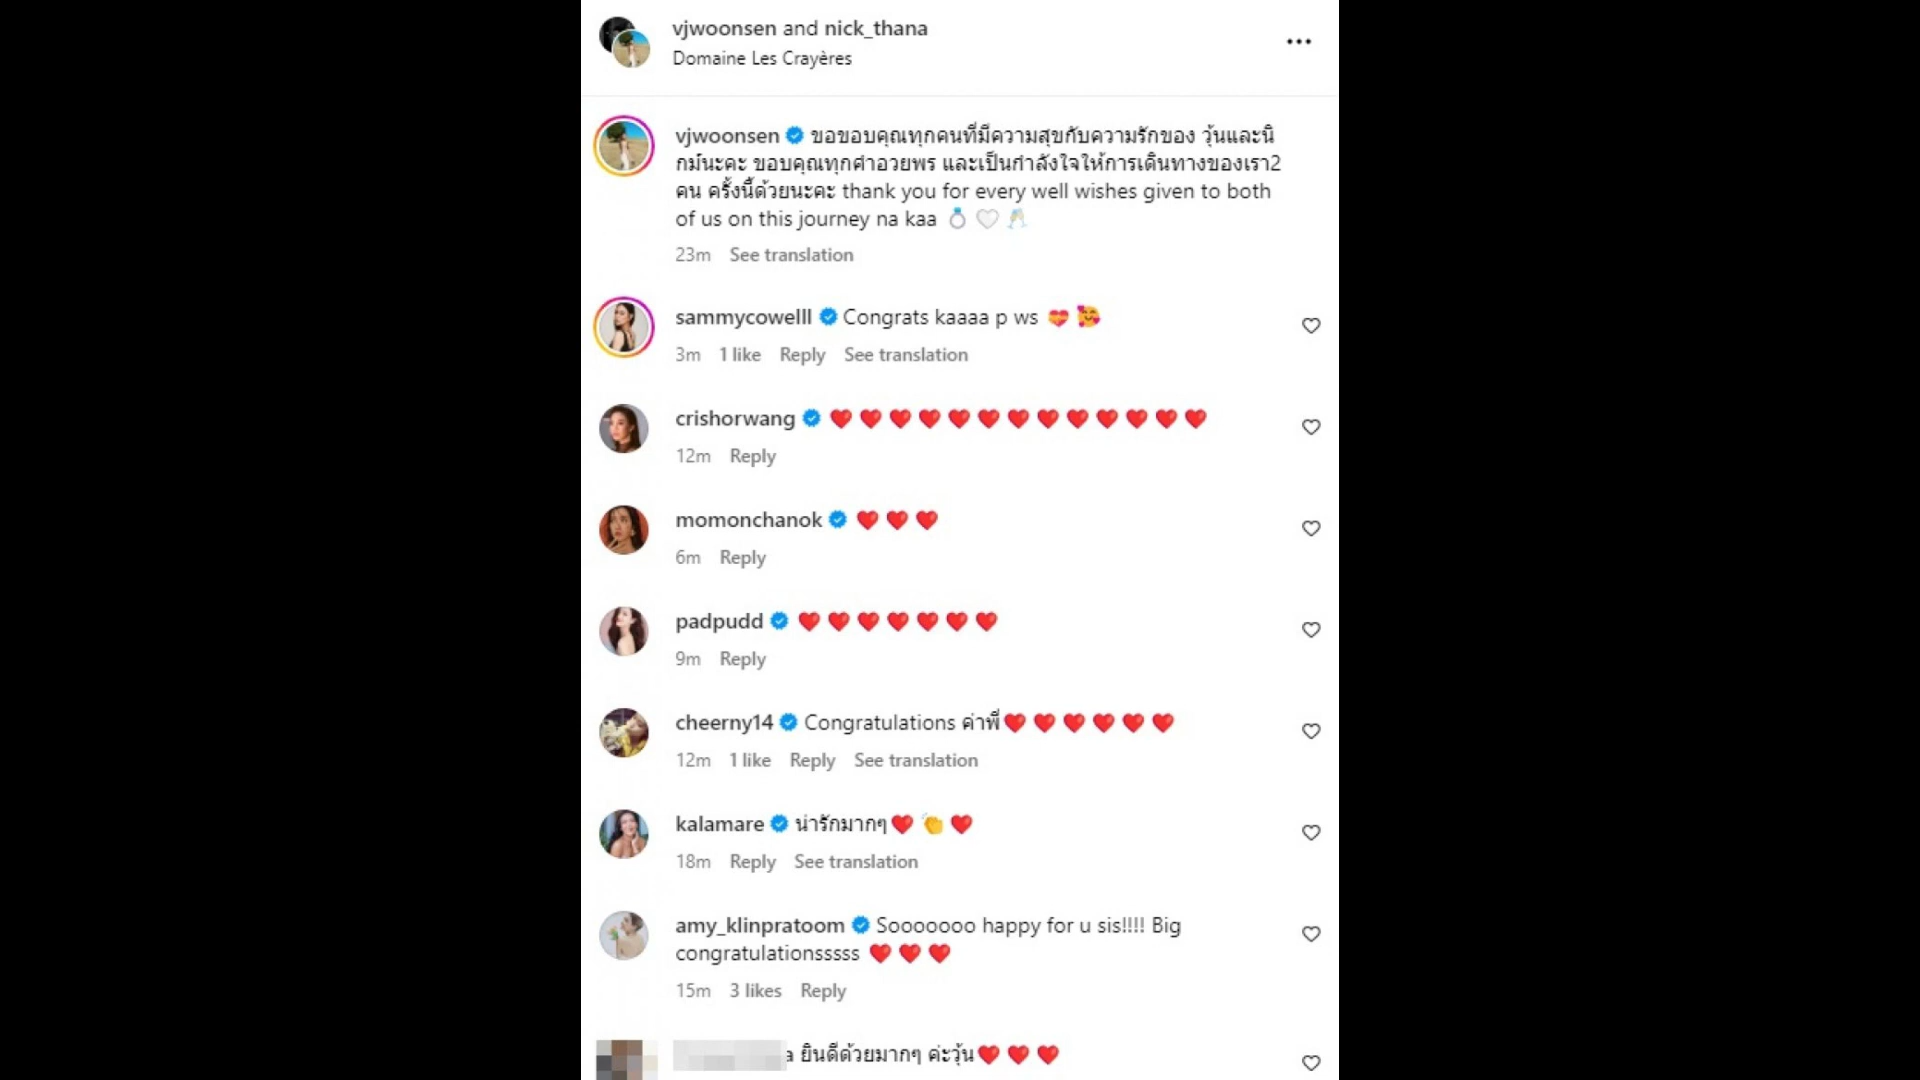 vjwoonsen and nick_thana
Domaine Les Crayères
vjwoonsen ขอขอบคุณทุกคนที่มีความสุขกับความรักของ วุ้นและนิ
กม์นะคะ ขอบคุณทุกคำอวยพร และเป็นกำลังใจให้การเดินทางของเรา2
คน ครั้งนี้ด้วยนะคะ thank you for every well wishes given to both
of us on this journey na kaa 💍 🤍 🥂
23m See translation
sammycowelll Congrats kaaaa p ws 💝 🥰
3m 1 like Reply See translation
crishorwang ❤️ ❤️ ❤️ ❤️ ❤️ ❤️ ❤️ ❤️ ❤️ ❤️ ❤️ ❤️ ❤️
12m Reply
momonchanok ❤️ ❤️ ❤️
6m Reply
padpudd ❤️ ❤️ ❤️ ❤️ ❤️ ❤️ ❤️
9m Reply
cheerny14 Congratulations ค่าพี่❤️ ❤️ ❤️ ❤️ ❤️ ❤️
12m 1 like Reply See translation
kalamare น่ารักมากๆ❤️ 👏 ❤️
18m Reply See translation
amy_klinpratoom Sooooooo happy for u sis!!!! Big
congratulationsssss ❤️ ❤️ ❤️
15m 3 likes Reply
a ยินดีด้วยมากๆ ค่ะวุ้น❤️ ❤️ ❤️